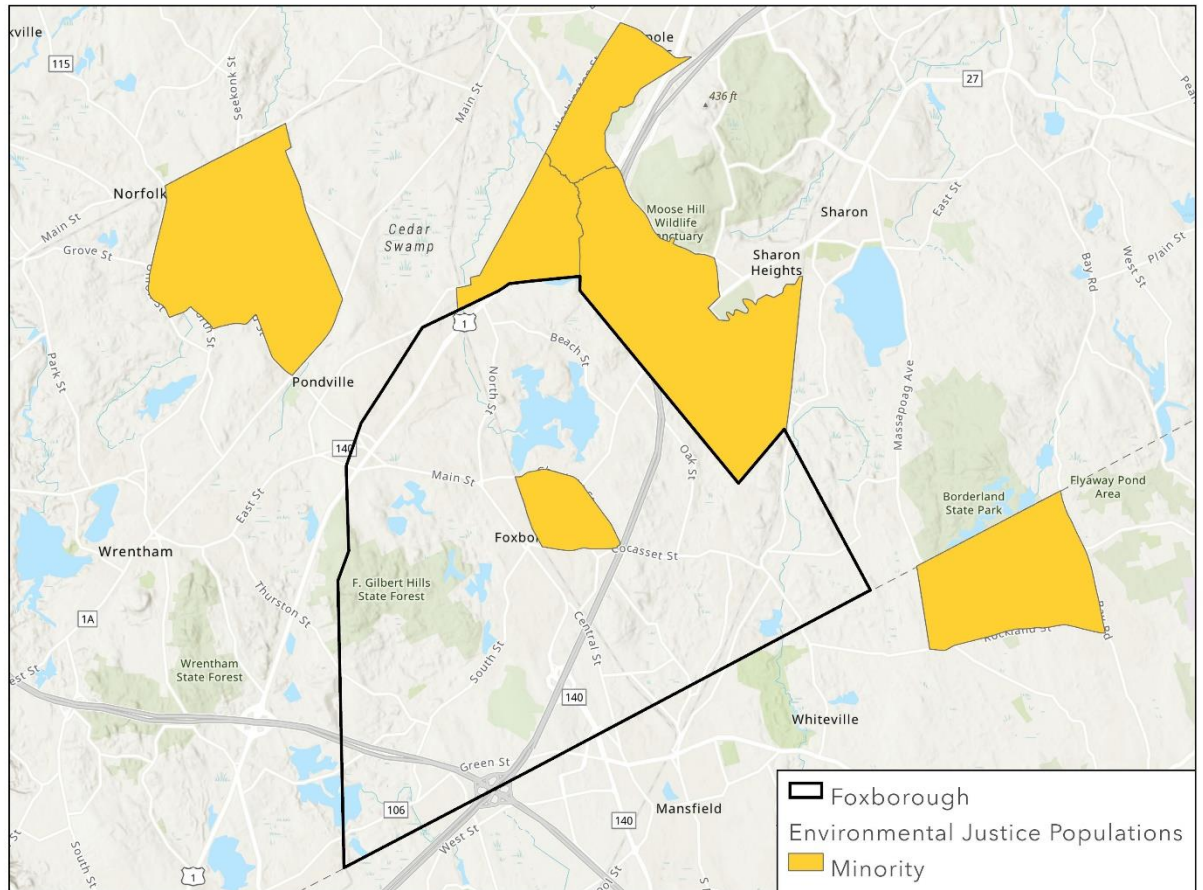 115
Seekonk St
Main St
436 ft
27
Norfolk
Main St
Grove St
Cedar
Swamp
Moose Hill
Wildlife
Sharon
East St
Sharon
Heights
Bay Rd
West St
Plain St
1
Beach St
North St
Park St
Pondville
Massapoag Ave
140
Main St
Oak St
East St
Wrentham
Cocasset St
Borderland
State Park
Flyaway Pond
Area
F. Gilbert Hills
State Forest
Thurston St
1A
Rockland St
Bay Rd
Central St
South St
Wrentham
State Forest
140
Whiteville
Green St
106
Mansfield
140
West St
South St
1
Foxborough
Environmental Justice Populations
Minority